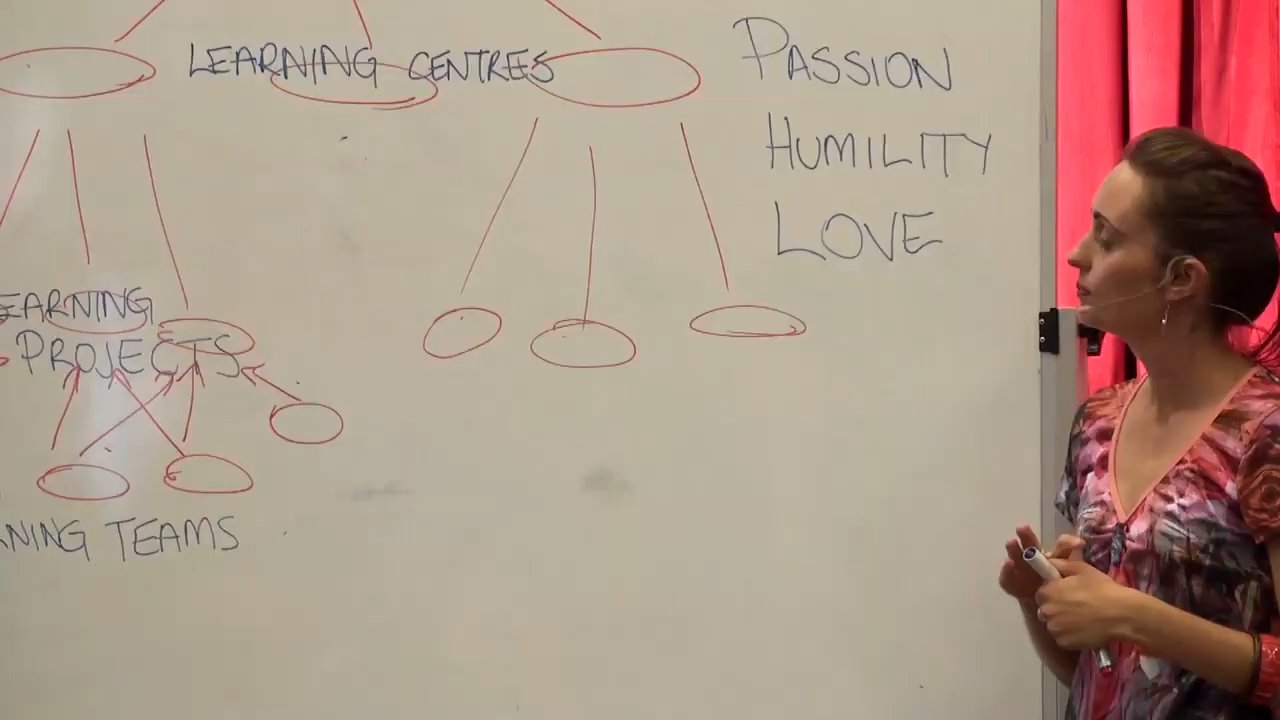 LEARNING CENTRES
PASSION
HUMILITY
LOVE
EARNING
PROJECTS
NING TEAMS